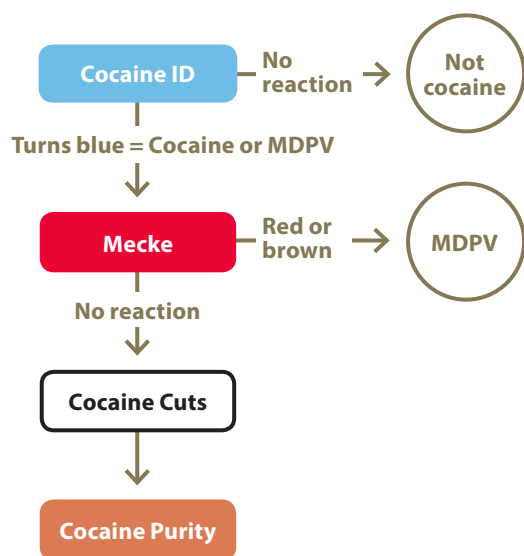 Cocaine ID
No
reaction
Not
cocaine
Turns blue = Cocaine or MDPV
Mecke
Red or
brown
MDPV
No reaction
Cocaine Cuts
Cocaine Purity